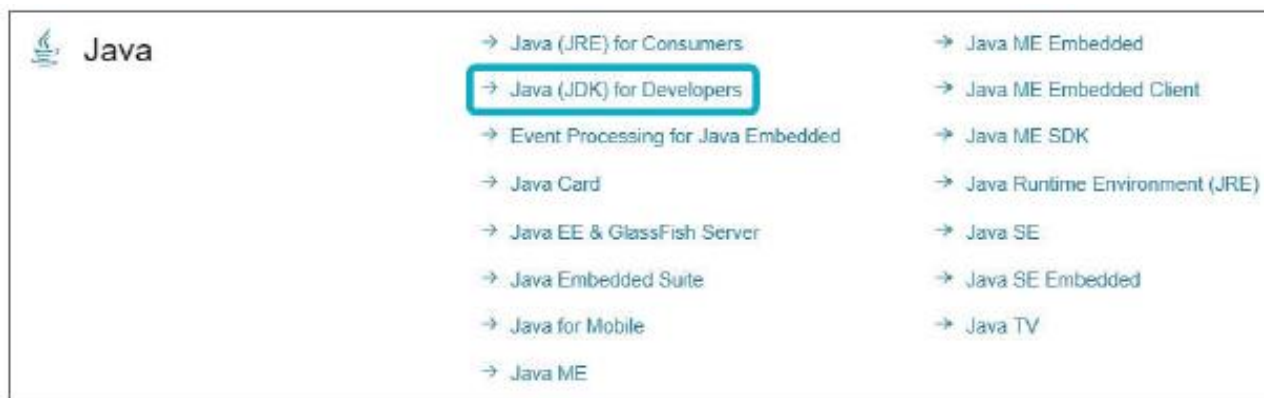 Java
→ Java (JRE) for Consumers
→ Java (JDK) for Developers
→ Event Processing for Java Embedded
→ Java Card
→ Java EE & GlassFish Server
→ Java Embedded Suite
→ Java for Mobile
→ Java ME
→ Java ME Embedded
→ Java ME Embedded Client
→ Java ME SDK
→ Java Runtime Environment (JRE)
→ Java SE
→ Java SE Embedded
→ Java TV